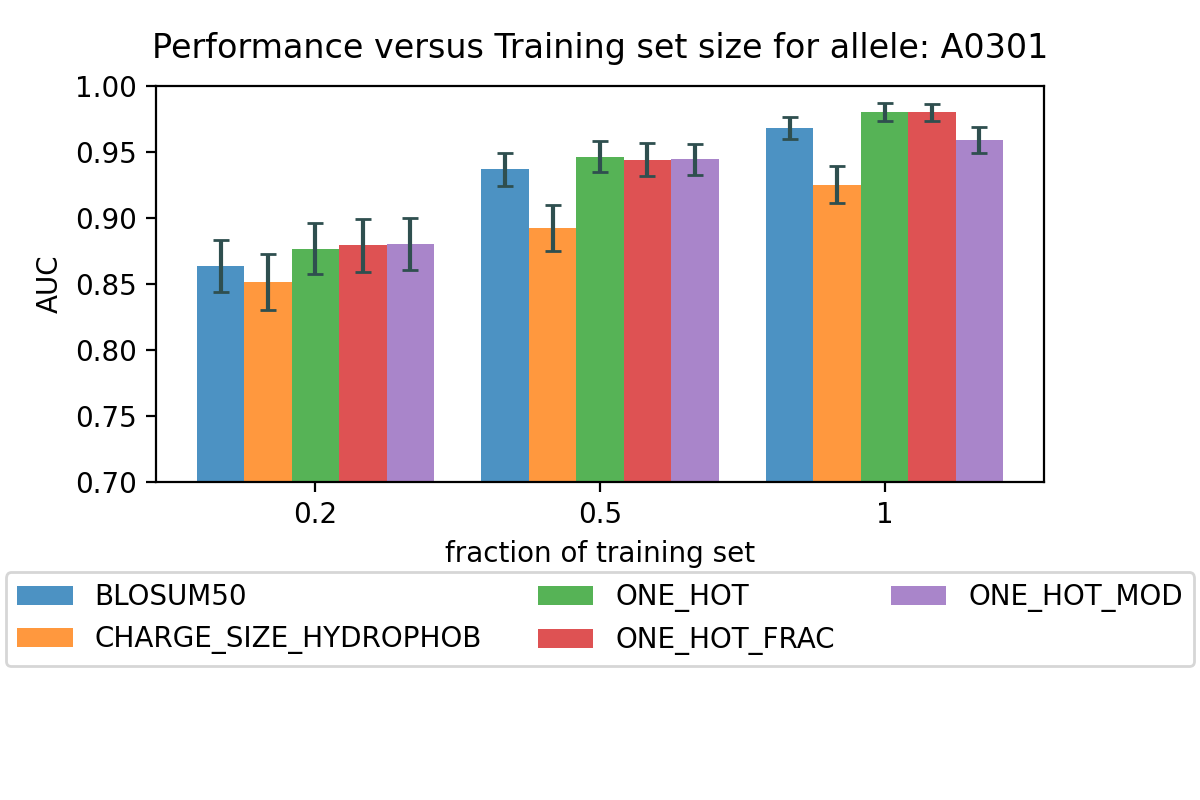 Performance versus Training set size for allele: A0301
1.00
0.95
0.90
0.85
0.80
0.75
0.70
AUC
0.2 0.5 1
fraction of training set
BLOSUM50 ONE_HOT ONE_HOT_MOD
CHARGE_SIZE_HYDROPHOB ONE_HOT_FRAC